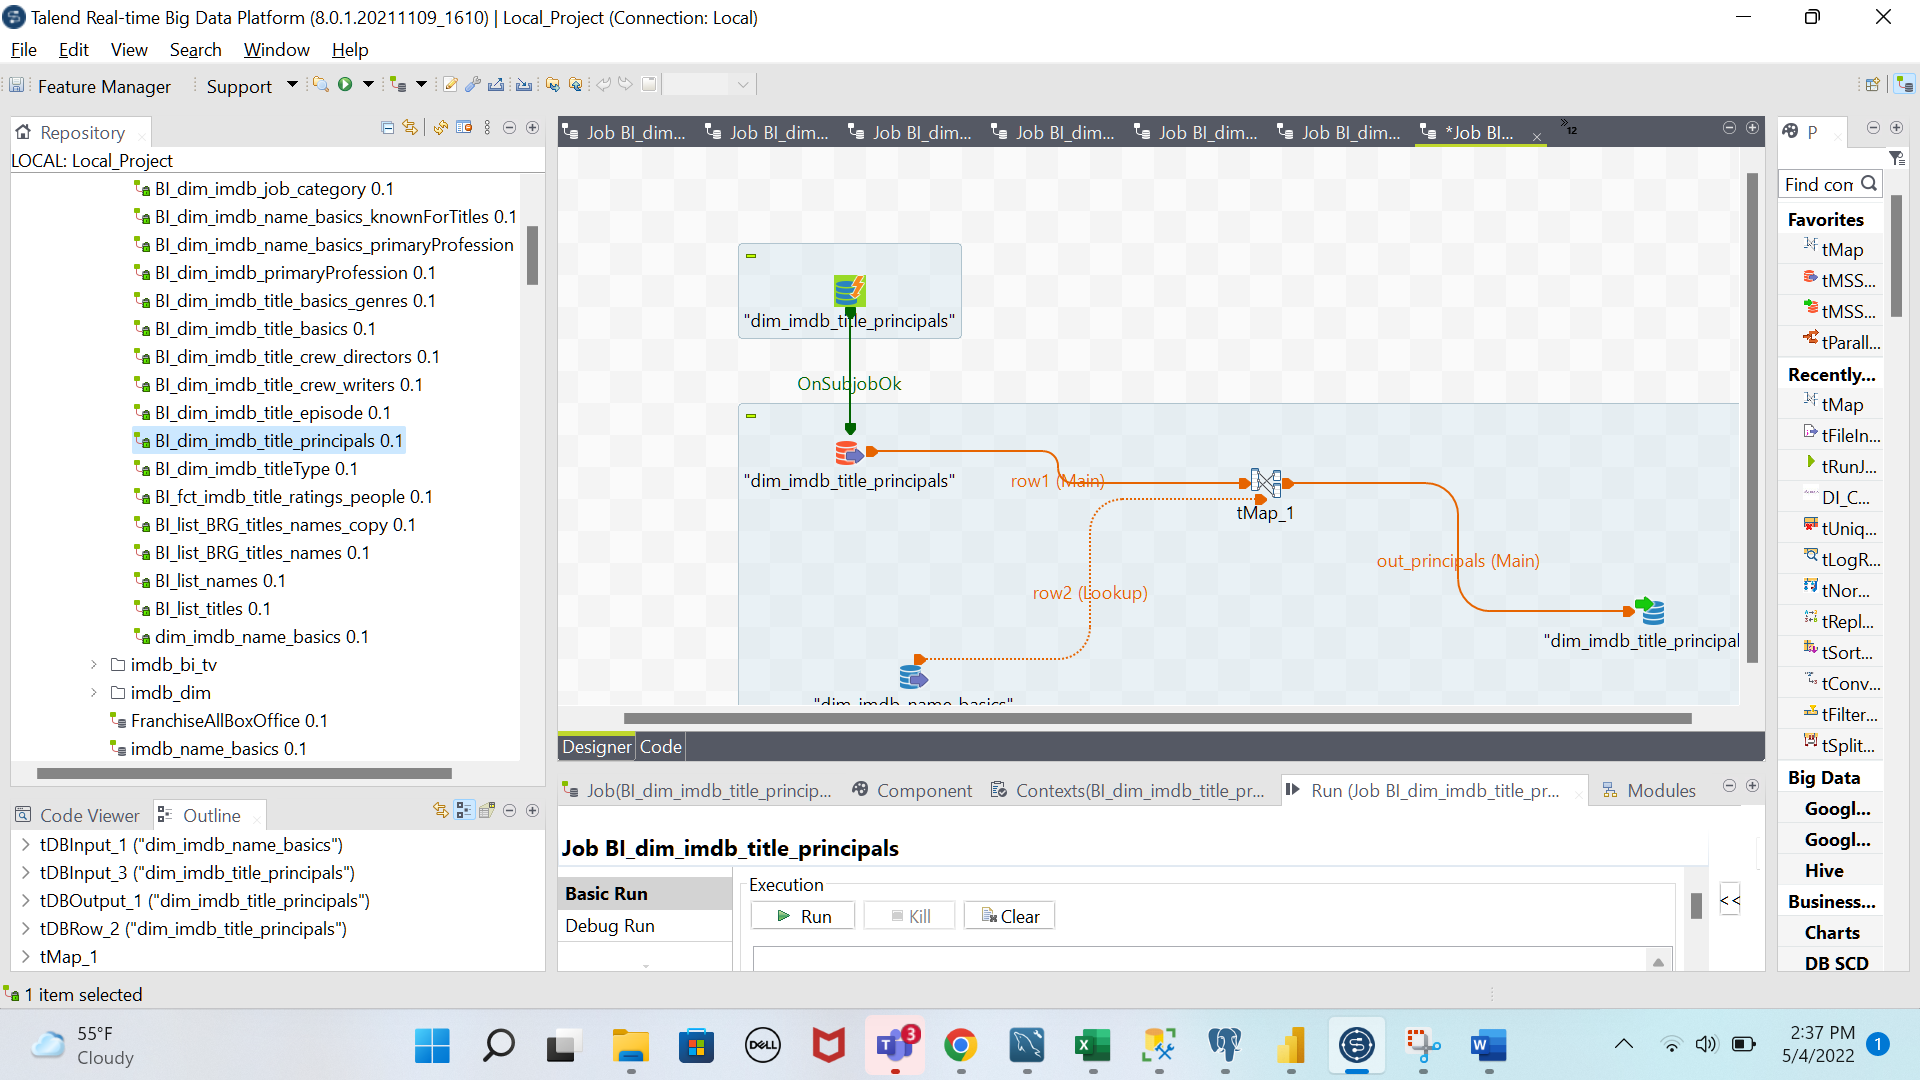 Talend Real-time Big Data Platform (8.0.1.20211109_1610) | Local_Project (Connection: Local)
File Edit View Search Window Help
Feature Manager Support
Repository
LOCAL: Local_Project
BI_dim_imdb_job_category 0.1
BI_dim_imdb_name_basics_knownForTitles 0.1
BI_dim_imdb_name_basics_primaryProfession
BI_dim_imdb_primaryProfession 0.1
BI_dim_imdb_title_basics_genres 0.1
BI_dim_imdb_title_basics 0.1
BI_dim_imdb_title_crew_directors 0.1
BI_dim_imdb_title_crew_writers 0.1
BI_dim_imdb_title_episode 0.1
BI_dim_imdb_title_principals 0.1
BI_dim_imdb_titleType 0.1
BI_fct_imdb_title_ratings_people 0.1
BI_list_BRG_titles_names_copy 0.1
BI_list_BRG_titles_names 0.1
BI_list_names 0.1
BI_list_titles 0.1
dim_imdb_name_basics 0.1
imdb_bi_tv
imdb_dim
FranchiseAllBoxOffice 0.1
imdb_name_basics 0.1
Code Viewer Outline
tDBInput_1 ("dim_imdb_name_basics")
tDBInput_3 ("dim_imdb_title_principals")
tDBOutput_1 ("dim_imdb_title_principals")
tDBRow_2 ("dim_imdb_title_principals")
tMap_1
1 item selected
Job BI_dim... Job BI_dim... Job BI_dim... Job BI_dim... Job BI_dim... Job BI_dim... *Job BI... 12
"dim_imdb_title_principals"
OnSubjobOk
"dim_imdb_title_principals"
row1 (Main)
tMap_1
out_principals (Main)
row2 (Lookup)
"dim_imdb_title_principal
"dim_imdb_name_basics"
Designer Code
Job(BI_dim_imdb_title_princip... Component Contexts(BI_dim_imdb_title_pr... Run (Job BI_dim_imdb_title_pr... Modules
Job BI_dim_imdb_title_principals
Basic Run
Debug Run
Execution
Run Kill Clear
<<
P
Find con
Favorites
tMap
tMSS...
tMSS...
tParall...
Recently...
tMap
tFileIn...
tRunJ...
DI_C...
tUniq...
tLogR...
tNor...
tRepl...
tSort...
tConv...
tFilter...
tSplit...
Big Data
Googl...
Googl...
Hive
Business...
Charts
DB SCD
55°F
Cloudy
DELL
T 3
X
W
2:37 PM
5/4/2022
1